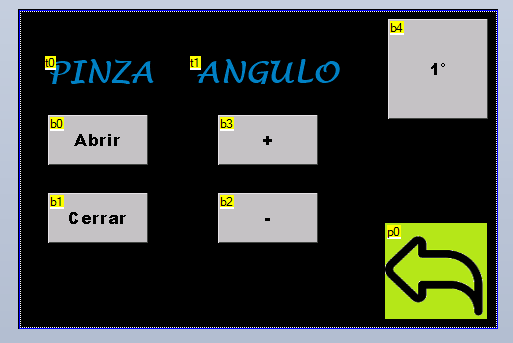 b4
t0 PINZA t1 ANGULO
1°
b0 b3
Abrir +
b1 b2
Cerrar -
p0